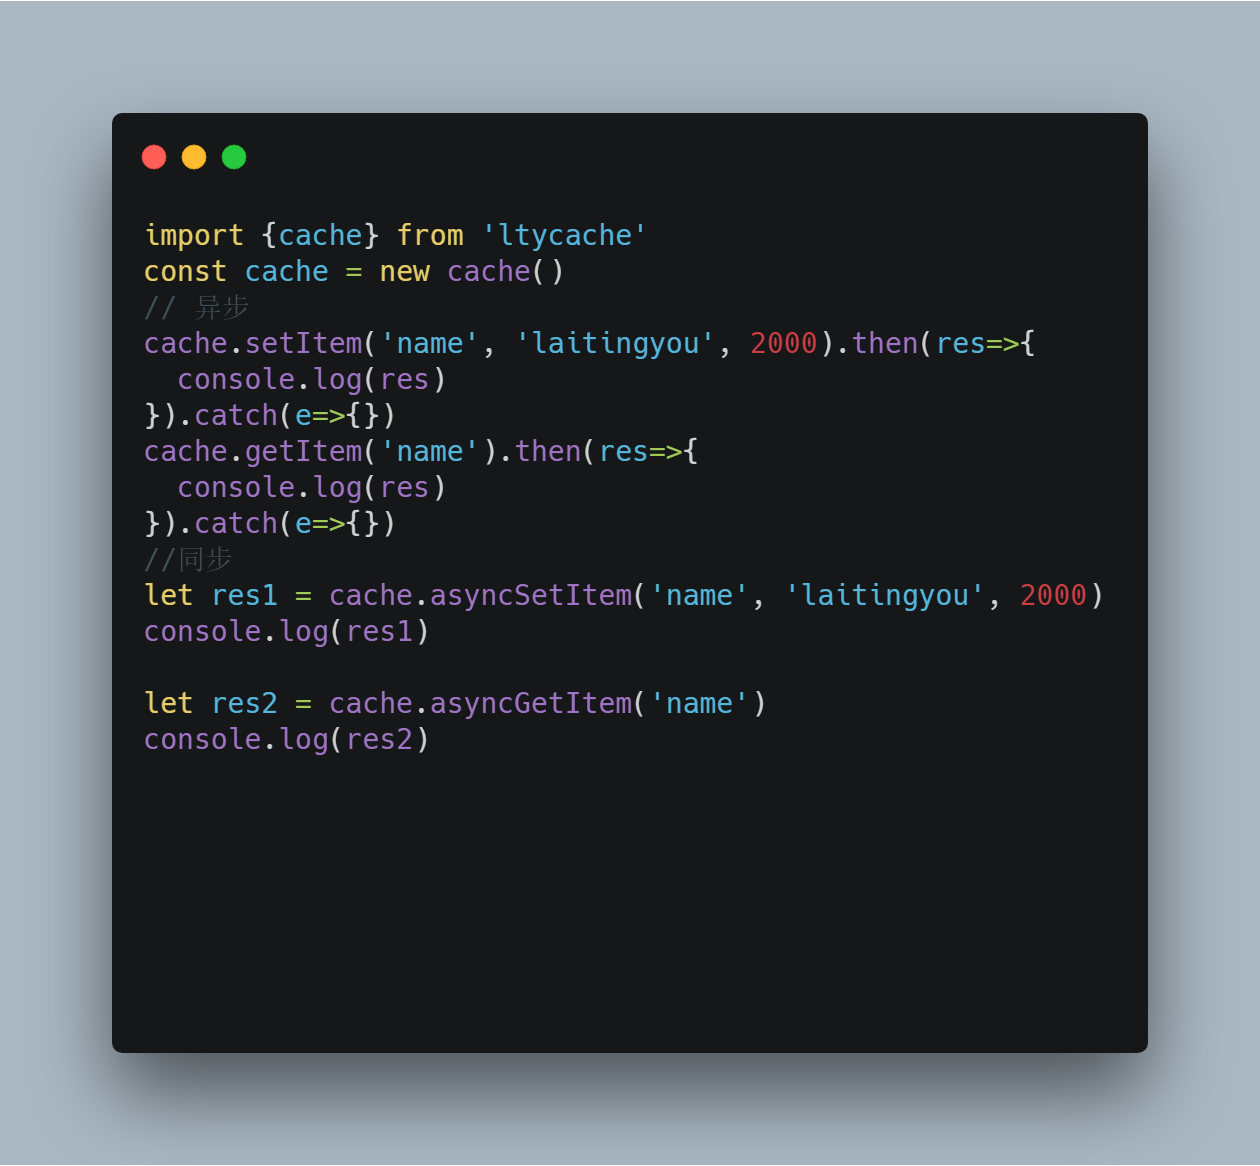 import {cache} from 'ltycache'
const cache = new cache()
// 异步
cache.setItem('name', 'laitingyou', 2000).then(res=>{
  console.log(res)
}).catch(e=>{})
cache.getItem('name').then(res=>{
  console.log(res)
}).catch(e=>{})
//同步
let res1 = cache.asyncSetItem('name', 'laitingyou', 2000)
console.log(res1)

let res2 = cache.asyncGetItem('name')
console.log(res2)